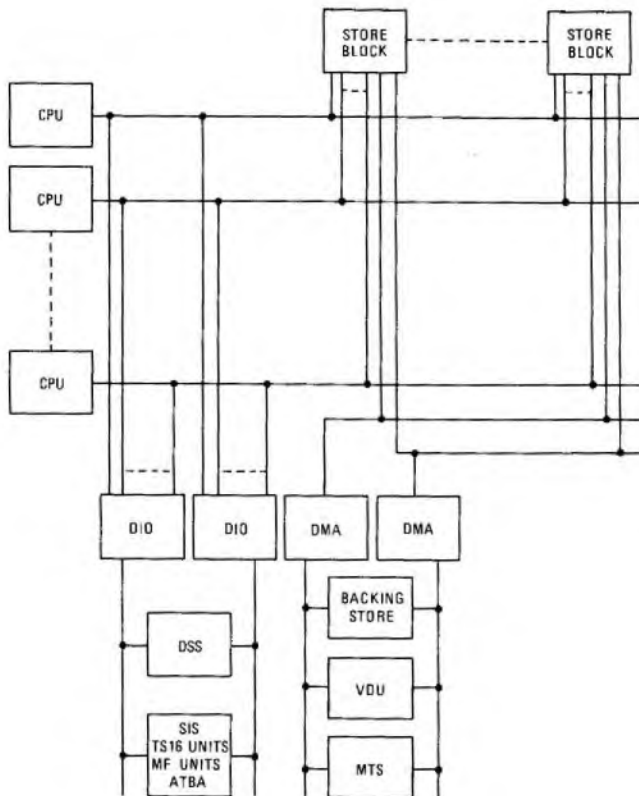 STORE
BLOCK
STORE
BLOCK
CPU
CPU
CPU
DIO
DIO
DMA
DMA
BACKING
STORE
DSS
VDU
SIS
TS16 UNITS
MF UNITS
ATBA
MTS